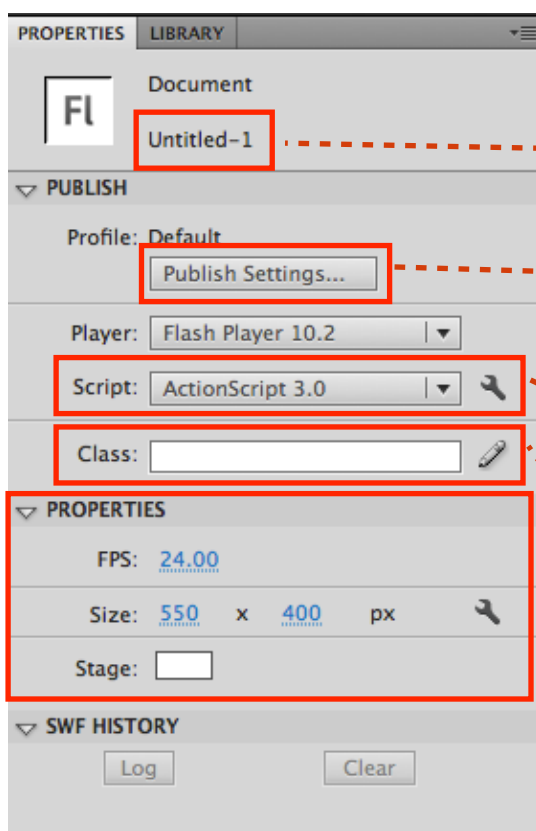 PROPERTIES LIBRARY
Fl
Document
Untitled-1
PUBLISH
Profile: Default
Publish Settings...
Player: Flash Player 10.2
Script: ActionScript 3.0
Class:
PROPERTIES
FPS: 24.00
Size: 550 x 400 px
Stage:
SWF HISTORY
Log Clear